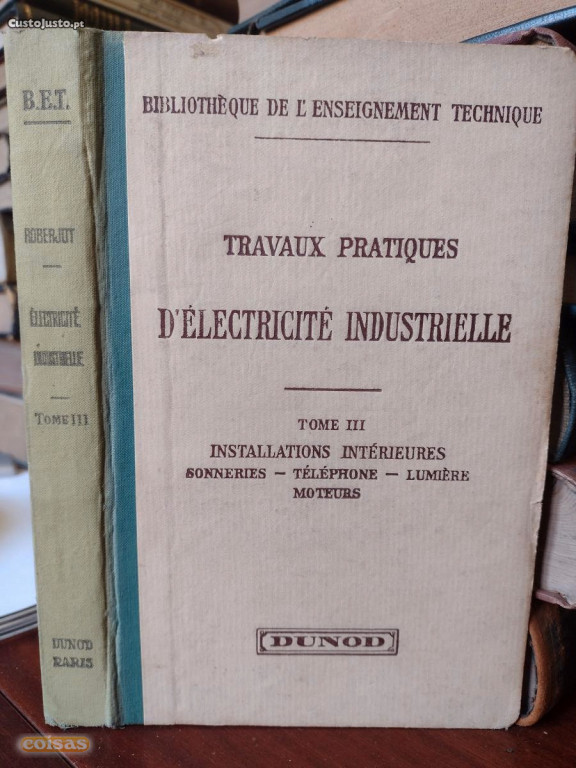 CustoJusto.pt
B.E.T.
ROBERJOT
ÉLECTRICITÉ
INDUSTRIELLE
TOME III
DUNOD
PARIS
BIBLIOTHÈQUE DE L'ENSEIGNEMENT TECHNIQUE
TRAVAUX PRATIQUES
D'ÉLECTRICITÉ INDUSTRIELLE
TOME III
INSTALLATIONS INTÉRIEURES
SONNERIES – TÉLÉPHONE – LUMIÈRE
MOTEURS
DUNOD
coisas